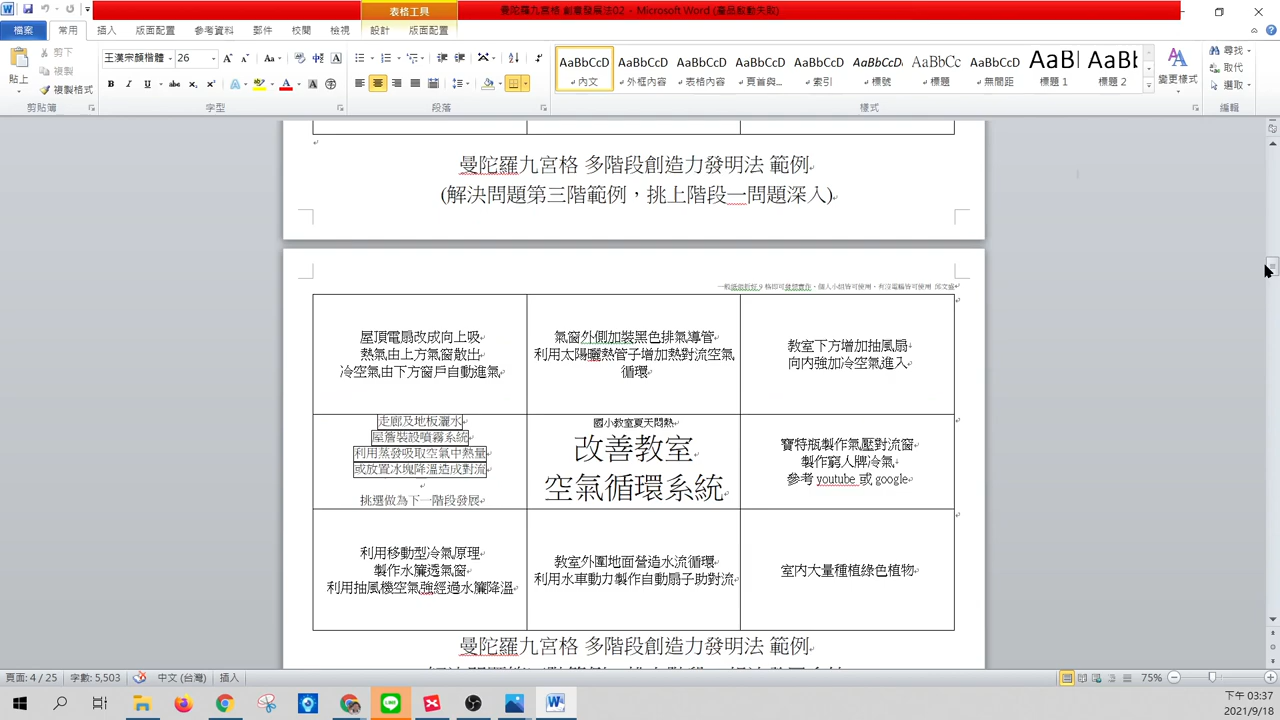 表格工具
曼陀羅九宮格 創意發展法02 - Microsoft Word (產品啟動失敗)
檔案 常用 插入 版面配置 參考資料 郵件 校閱 檢視 設計 版面配置
貼上 剪下 複製 複製格式 剪貼簿
王漢宗顏楷體 26 字型
段落
AaBbCcD AaBbCcD AaBbCcD AaBbCcD AaBbCcD AaBbCcD AaBbCc AaBbCcD
內文 外框內容 表格內容 頁首與... 索引 標號 標題 無間距 標題 1 標題 2
樣式 變更樣式
尋找 取代 選取 編輯
曼陀羅九宮格 多階段創造力發明法 範例
(解決問題第三階範例，挑上階段一問題深入)
屋頂電扇改成向上吸
熱氣由上方氣窗散出
冷空氣由下方窗戶自動進氣
氣窗外側加裝黑色排氣導管
利用太陽曬熱管子增加熱對流空氣
循環
教室下方增加抽風扇
向內強加冷空氣進入
走廊及地板灑水
屋簷裝設噴霧系統
利用蒸發吸取空氣中熱量
或放置冰塊降溫造成對流
挑選做為下一階段發展
國小教室夏天悶熱
改善教室
空氣循環系統
寶特瓶製作氣壓對流窗
製作窮人牌冷氣
參考 youtube 或 google
利用移動型冷氣原理
製作水簾透氣窗
利用抽風機空氣強經過水簾降溫
教室外圍地面營造水流循環
利用水車動力製作自動扇子助對流
室內大量種植綠色植物
曼陀羅九宮格 多階段創造力發明法 範例
頁面: 4 / 25 字數: 5,503 中文 (台灣) 插入 75%
下午 03:37
2021/9/18